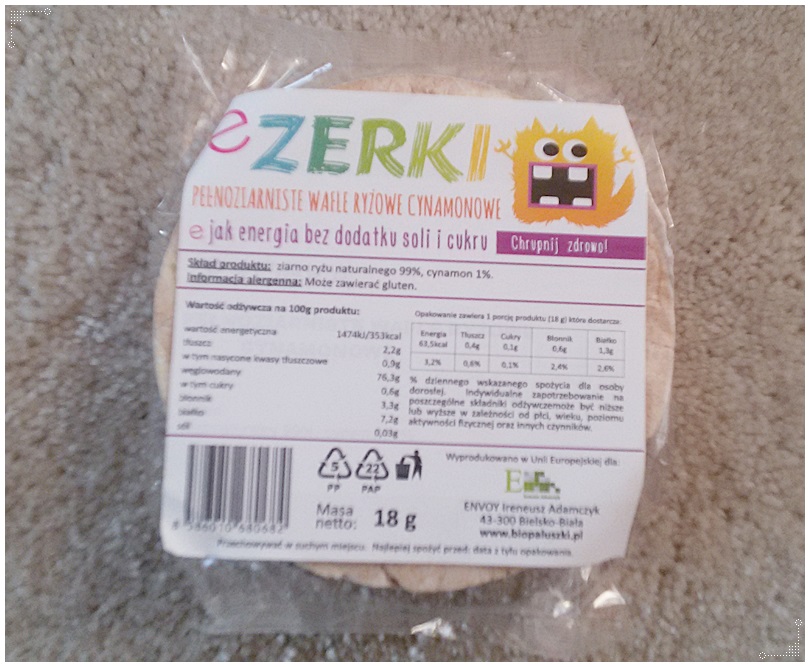 eZERKI
PEŁNOZIARNISTE WAFLE RYŻOWE CYNAMONOWE
e jak energia bez dodatku soli i cukru
Chrupnij zdrowo!
Skład produktu: ziarno ryżu naturalnego 99%, cynamon 1%.
Informacja alergenna: Może zawierać gluten.
Wartość odżywcza na 100g produktu:
wartość energetyczna 1474kJ/353kcal
tłuszcz 2,2g
w tym nasycone kwasy tłuszczowe 0,9g
węglowodany 76,3g
w tym cukry 0,6g
błonnik 3,3g
białko 7,2g
sól 0,03g
Opakowanie zawiera 1 porcję produktu (18 g) która dostarcza:
Energia Tłuszcz Cukry Błonnik Białko
63,5kcal 0,4g 0,1g 0,6g 1,3g
3,2% 0,6% 0,1% 2,4% 2,6%
% dziennego wskazanego spożycia dla osoby
dorosłej. Indywidualne zapotrzebowanie na
poszczególne składniki odżywcze może być niższe
lub wyższe w zależności od płci, wieku, poziomu
aktywności fizycznej oraz innych czynników.
5
PP
22
PAP
Masa
netto: 18 g
Wyprodukowano w Unii Europejskiej dla:
ENVOY Ireneusz Adamczyk
43-300 Bielsko-Biała
www.biopaluszki.pl
8 586010 680682
Przechowywać w suchym miejscu. Najlepiej spożyć przed: data z tyłu opakowania.